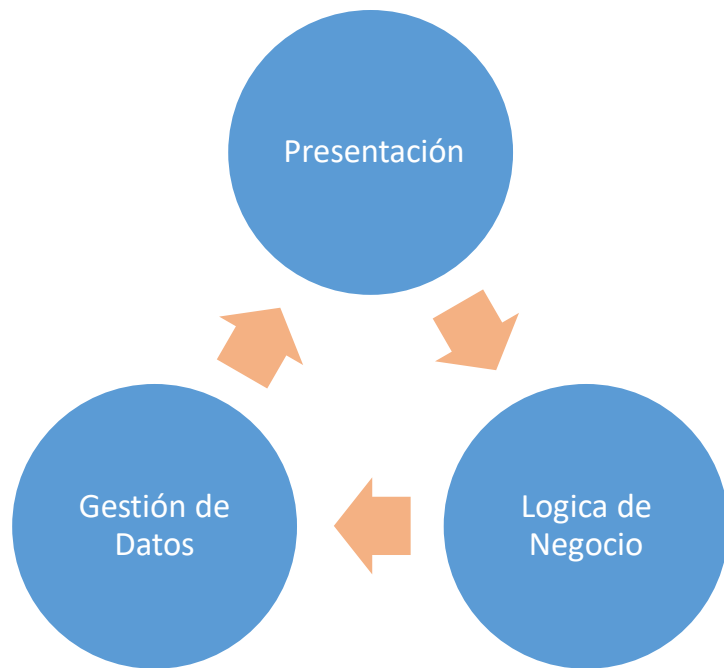 Presentación
Gestión de
Datos
Logica de
Negocio